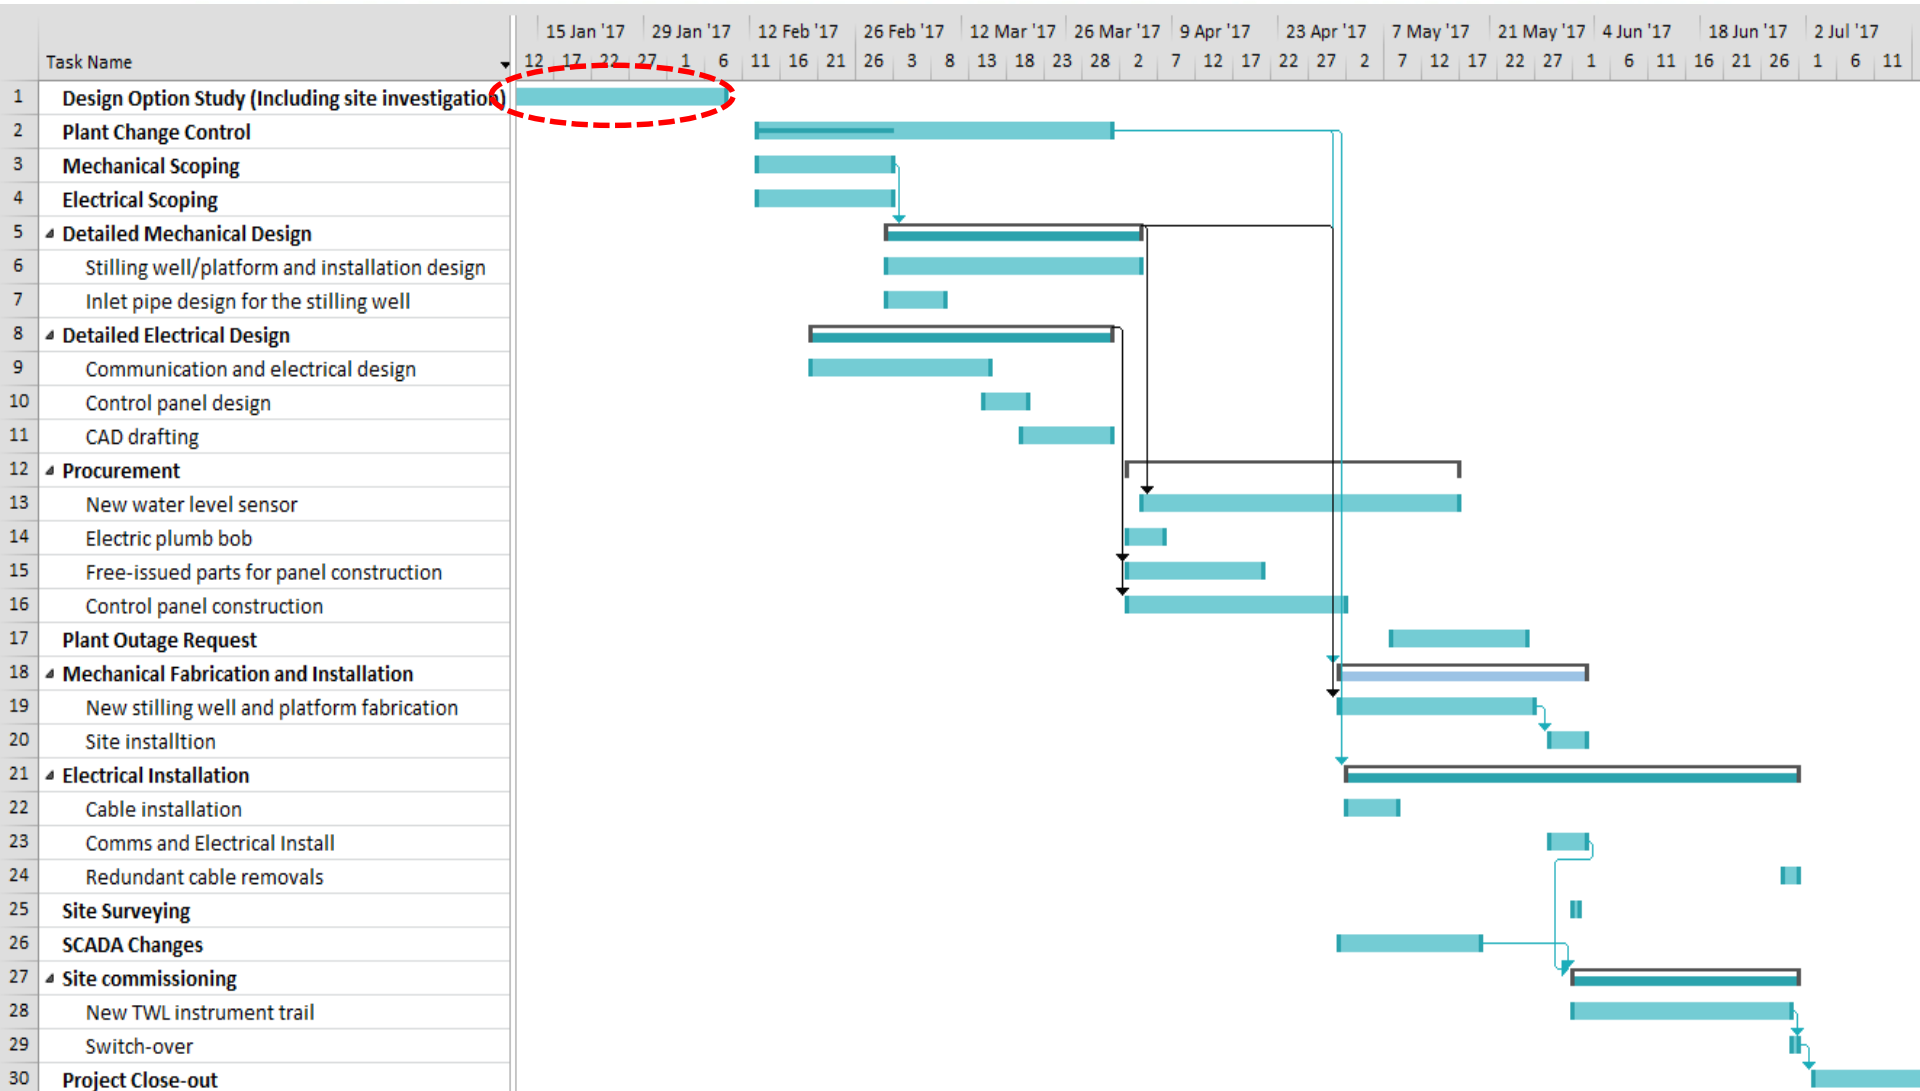 15 Jan '17 29 Jan '17 12 Feb '17 26 Feb '17 12 Mar '17 26 Mar '17 9 Apr '17 23 Apr '17 7 May '17 21 May '17 4 Jun '17 18 Jun '17 2 Jul '17
Task Name 12 17 22 27 1 6 11 16 21 26 3 8 13 18 23 28 2 7 12 17 22 27 2 7 12 17 22 27 1 6 11 16 21 26 1 6 11
1 Design Option Study (Including site investigation)
2 Plant Change Control
3 Mechanical Scoping
4 Electrical Scoping
5 Detailed Mechanical Design
6 Stilling well/platform and installation design
7 Inlet pipe design for the stilling well
8 Detailed Electrical Design
9 Communication and electrical design
10 Control panel design
11 CAD drafting
12 Procurement
13 New water level sensor
14 Electric plumb bob
15 Free-issued parts for panel construction
16 Control panel construction
17 Plant Outage Request
18 Mechanical Fabrication and Installation
19 New stilling well and platform fabrication
20 Site installtion
21 Electrical Installation
22 Cable installation
23 Comms and Electrical Install
24 Redundant cable removals
25 Site Surveying
26 SCADA Changes
27 Site commissioning
28 New TWL instrument trail
29 Switch-over
30 Project Close-out